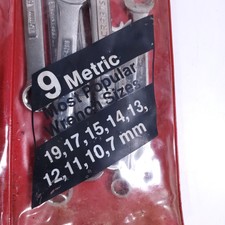 9 Metric
Most Popular
Wrench Sizes
19,17,15,14,13,
12,11,10,7 mm